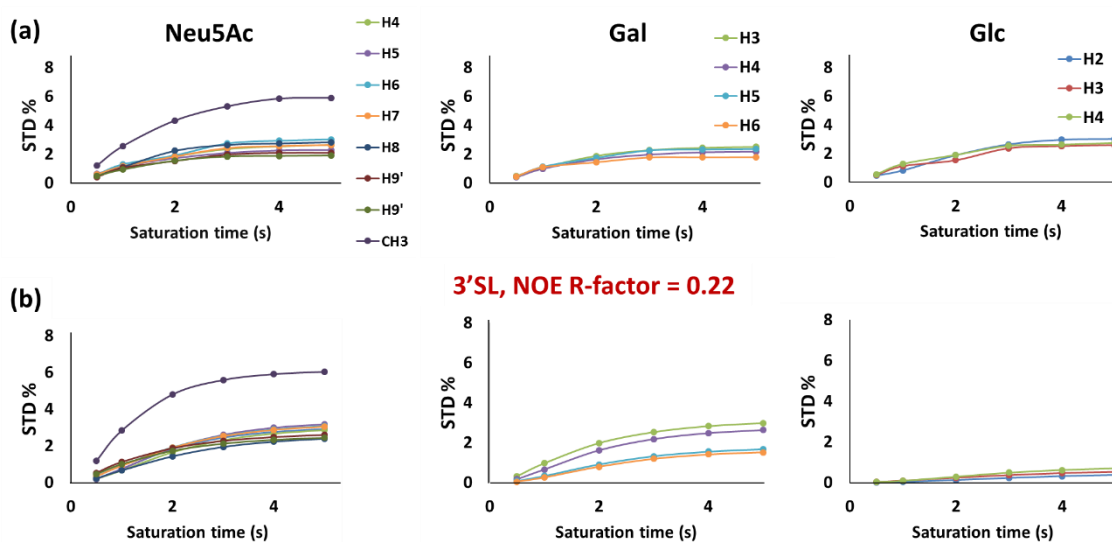 (a)
Neu5Ac
STD %
8
6
4
2
0
0
2
4
Saturation time (s)
H4
H5
H6
H7
H8
H9'
H9'
CH3
Gal
STD %
8
6
4
2
0
0
2
4
Saturation time (s)
H3
H4
H5
H6
Glc
STD %
8
6
4
2
0
0
2
4
Saturation time (s)
H2
H3
H4
(b)
3'SL, NOE R-factor = 0.22
STD %
8
6
4
2
0
0
2
4
Saturation time (s)
STD %
8
6
4
2
0
0
2
4
Saturation time (s)
STD %
8
6
4
2
0
0
2
4
Saturation time (s)